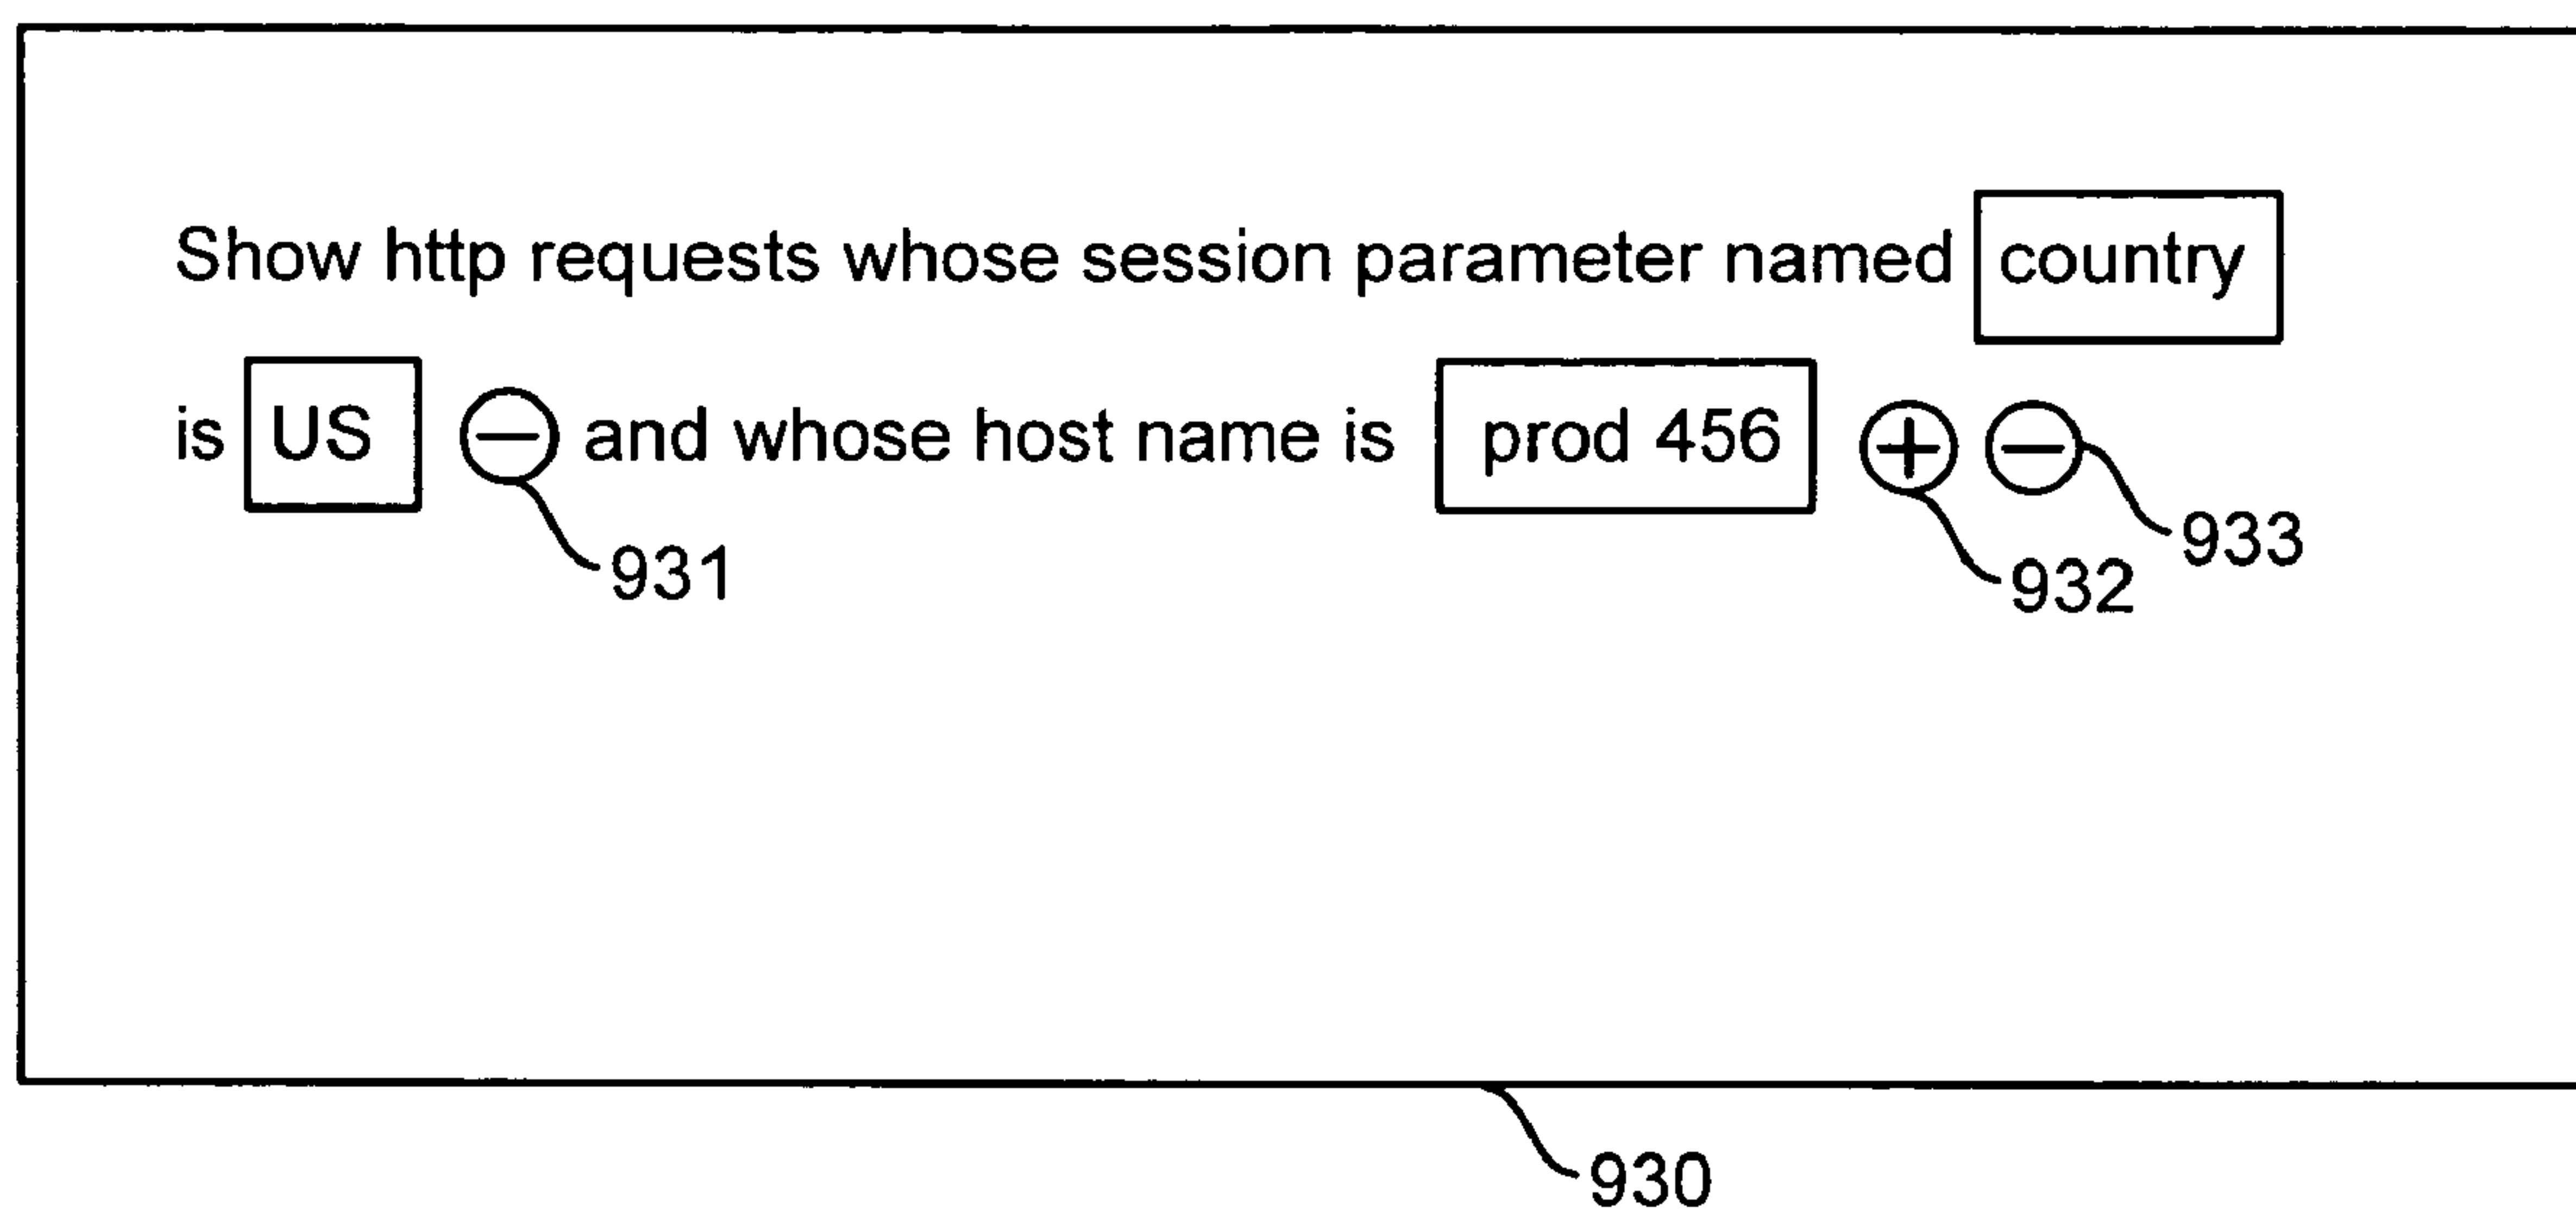 Show http requests whose session parameter named country
is US − and whose host name is prod 456 + −
931
932
933
930